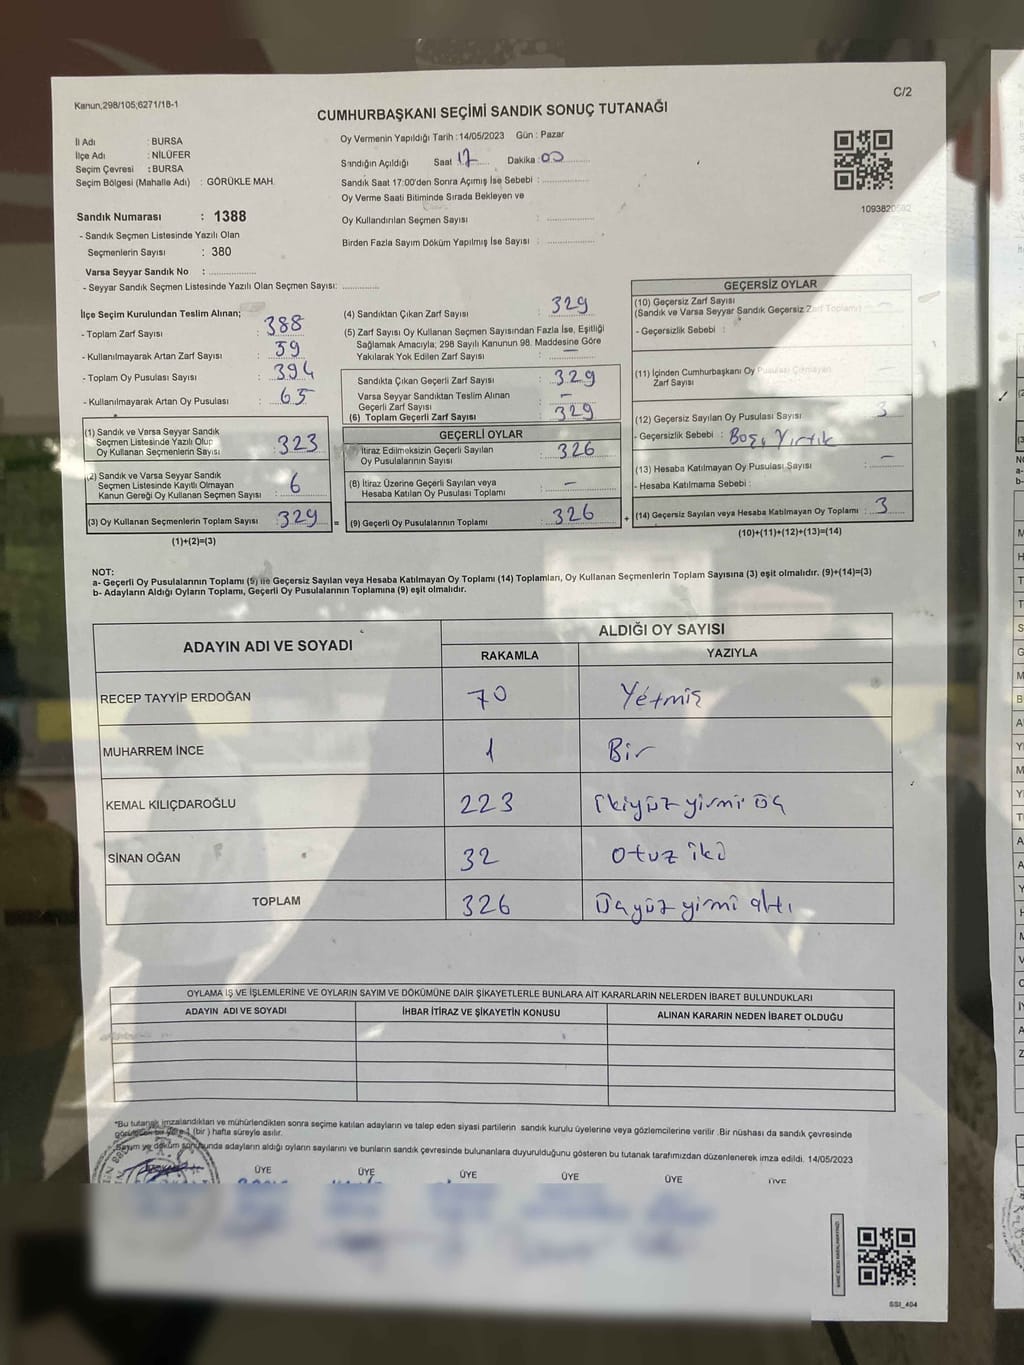 Kanun;298/105;6271/18-1
C/2
CUMHURBAŞKANI SEÇİMİ SANDIK SONUÇ TUTANAĞI
İl Adı : BURSA
İlçe Adı : NİLÜFER
Seçim Çevresi : BURSA
Seçim Bölgesi (Mahalle Adı) : GÖRÜKLE MAH.
Sandık Numarası : 1388
- Sandık Seçmen Listesinde Yazılı Olan
Seçmenlerin Sayısı : 380
Varsa Seyyar Sandık No : ...............
- Seyyar Sandık Seçmen Listesinde Yazılı Olan Seçmen Sayısı: ............
Oy Vermenin Yapıldığı Tarih : 14/05/2023 Gün : Pazar
Sandığın Açıldığı Saat 17 Dakika : 00
Sandık Saat 17:00'den Sonra Açımış İse Sebebi :
Oy Verme Saati Bitiminde Sırada Bekleyen ve
Oy Kullandırılan Seçmen Sayısı :
Birden Fazla Sayım Döküm Yapılmış İse Sayısı :
İlçe Seçim Kurulundan Teslim Alınan;
- Toplam Zarf Sayısı : 388
- Kullanılmayarak Artan Zarf Sayısı : 59
- Toplam Oy Pusulası Sayısı : 394
- Kullanılmayarak Artan Oy Pusulası : 65
(1) Sandık ve Varsa Seyyar Sandık
Seçmen Listesinde Yazılı Olup
Oy Kullanan Seçmenlerin Sayısı : 323
(2) Sandık ve Varsa Seyyar Sandık
Seçmen Listesinde Kayıtlı Olmayan
Kanun Gereği Oy Kullanan Seçmen Sayısı : 6
(3) Oy Kullanan Seçmenlerin Toplam Sayısı : 329 =
(1)+(2)=(3)
(4) Sandıktan Çıkan Zarf Sayısı : 329
(5) Zarf Sayısı Oy Kullanan Seçmen Sayısından Fazla İse, Eşitliği
Sağlamak Amacıyla; 298 Sayılı Kanunun 98. Maddesine Göre
Yakılarak Yok Edilen Zarf Sayısı : —
Sandıkta Çıkan Geçerli Zarf Sayısı : 329
Varsa Seyyar Sandıktan Teslim Alınan
Geçerli Zarf Sayısı : —
(6) Toplam Geçerli Zarf Sayısı : 329
GEÇERLİ OYLAR
İtiraz Edilmeksizin Geçerli Sayılan
Oy Pusulalarının Sayısı : 326
(8) İtiraz Üzerine Geçerli Sayılan veya
Hesaba Katılan Oy Pusulası Toplamı : —
(9) Geçerli Oy Pusulalarının Toplamı : 326 +
GEÇERSİZ OYLAR
(10) Geçersiz Zarf Sayısı
(Sandık ve Varsa Seyyar Sandık Geçersiz Zarf Toplamı) : —
- Geçersizlik Sebebi :
(11) İçinden Cumhurbaşkanı Oy Pusulası Çıkmayan
Zarf Sayısı
(12) Geçersiz Sayılan Oy Pusulası Sayısı : 3
- Geçersizlik Sebebi : Boş, Yırtık
(13) Hesaba Katılmayan Oy Pusulası Sayısı : —
- Hesaba Katılmama Sebebi :
(14) Geçersiz Sayılan veya Hesaba Katılmayan Oy Toplamı : 3
(10)+(11)+(12)+(13)=(14)
NOT:
a- Geçerli Oy Pusulalarının Toplamı (9) ile Geçersiz Sayılan veya Hesaba Katılmayan Oy Toplamı (14) Toplamları, Oy Kullanan Seçmenlerin Toplam Sayısına (3) eşit olmalıdır. (9)+(14)=(3)
b- Adayların Aldığı Oyların Toplamı, Geçerli Oy Pusulalarının Toplamına (9) eşit olmalıdır.
ADAYIN ADI VE SOYADI ALDIĞI OY SAYISI
RAKAMLA YAZIYLA
RECEP TAYYİP ERDOĞAN 70 Yetmiş
MUHARREM İNCE 1 Bir
KEMAL KILIÇDAROĞLU 223 İkiyüz yirmi üç
SİNAN OĞAN 32 Otuz iki
TOPLAM 326 Üçyüz yirmi altı
OYLAMA İŞ VE İŞLEMLERİNE VE OYLARIN SAYIM VE DÖKÜMÜNE DAİR ŞİKAYETLERLE BUNLARA AİT KARARLARIN NELERDEN İBARET BULUNDUKLARI
ADAYIN ADI VE SOYADI İHBAR İTİRAZ VE ŞİKAYETİN KONUSU ALINAN KARARIN NEDEN İBARET OLDUĞU
*Bu tutanak imzalandıktan ve mühürlendikten sonra seçime katılan adayların ve talep eden siyasi partilerin sandık kurulu üyelerine veya gözlemcilerine verilir .Bir nüshası da sandık çevresinde
1 (bir ) hafta süreyle asılır.
Sayım ve döküm sonucunda adayların aldığı oyların sayılarını ve bunların sandık çevresinde bulunanlara duyurulduğunu gösteren bu tutanak tarafımızdan düzenlenerek imza edildi. 14/05/2023
ÜYE ÜYE ÜYE ÜYE ÜYE ÜYE
SSI_404